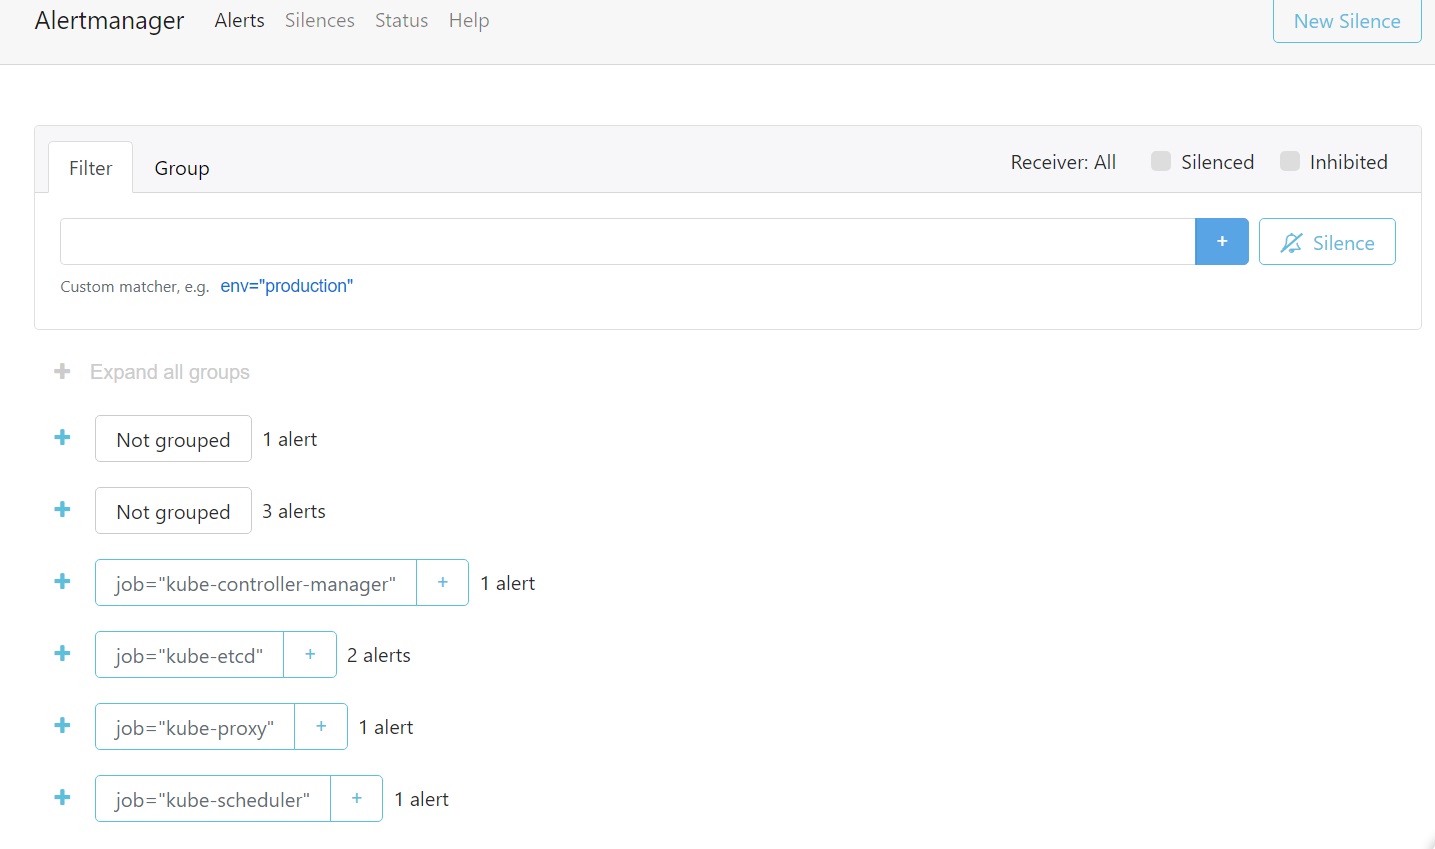 Alertmanager Alerts Silences Status Help New Silence
Filter Group Receiver: All Silenced Inhibited
+ Silence
Custom matcher, e.g. env="production"
+ Expand all groups
+ Not grouped 1 alert
+ Not grouped 3 alerts
+ job="kube-controller-manager" + 1 alert
+ job="kube-etcd" + 2 alerts
+ job="kube-proxy" + 1 alert
+ job="kube-scheduler" + 1 alert